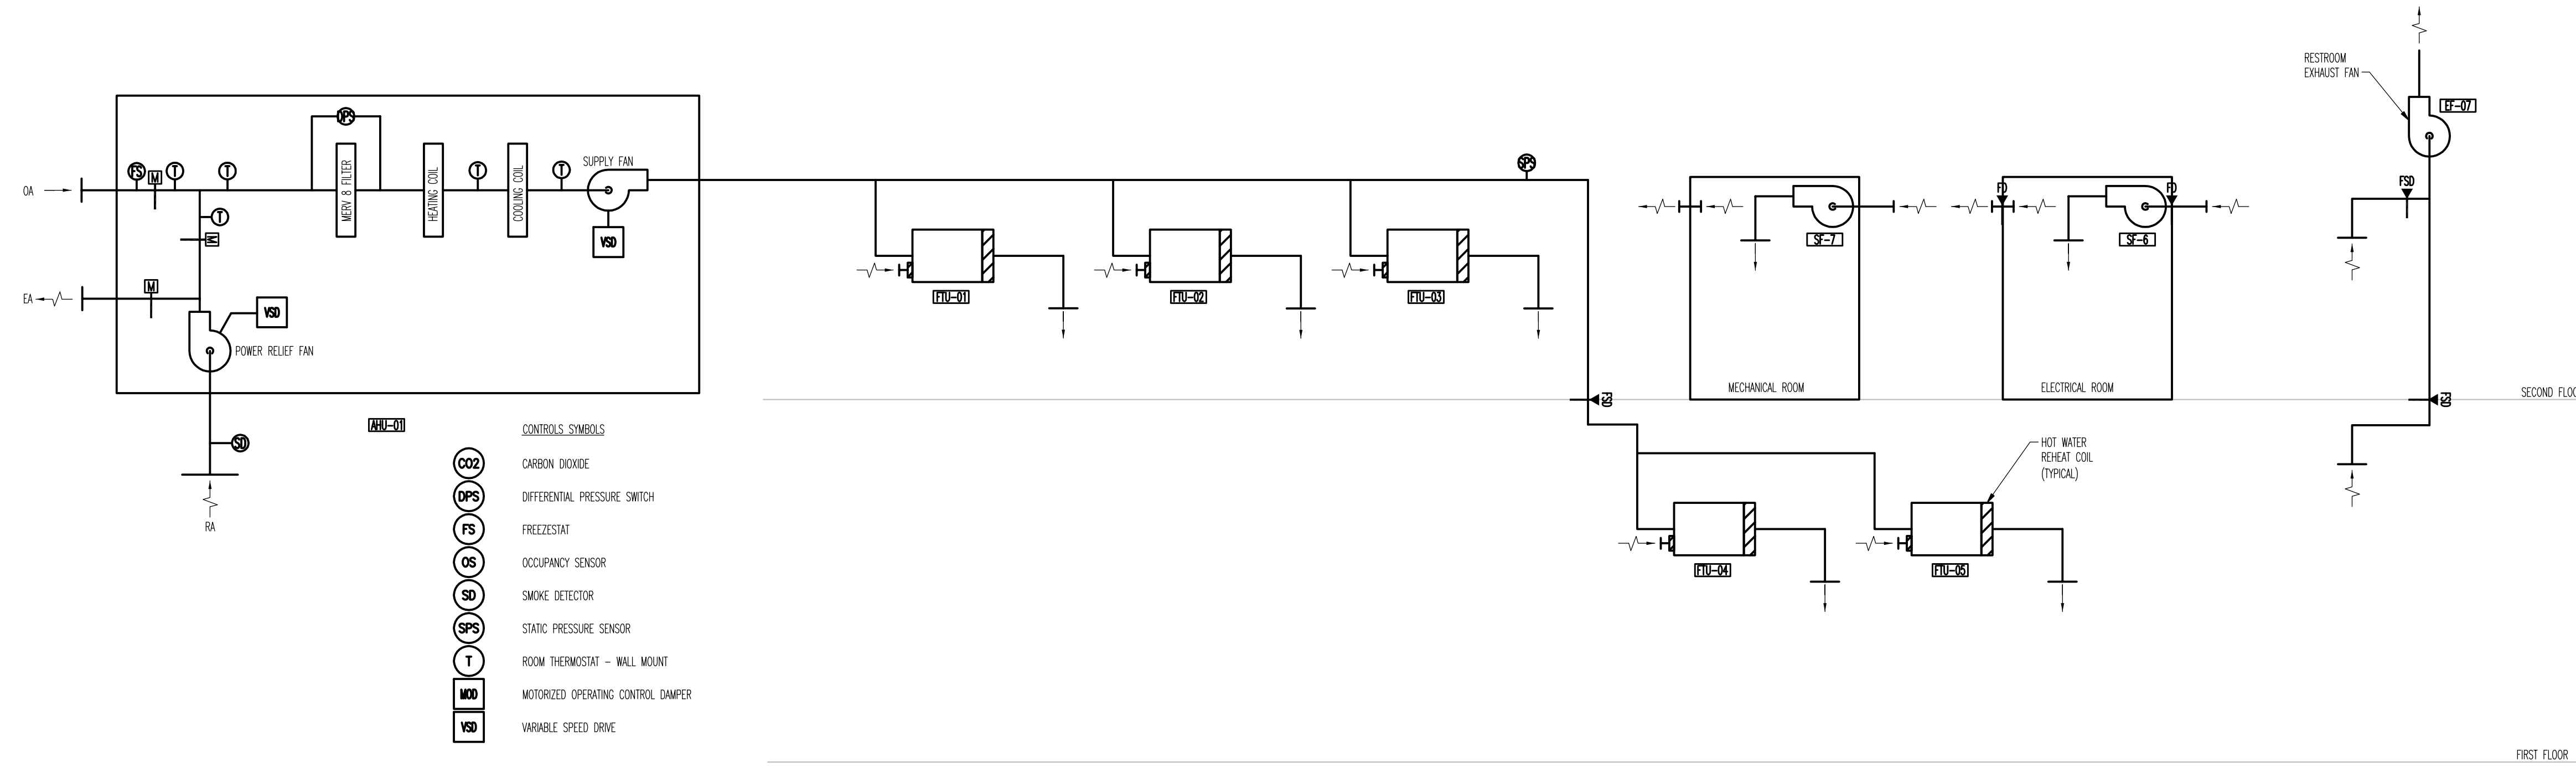 RESTROOM
EXHAUST FAN
EF-07
DPS
FS
M
T
T
T
T
SUPPLY FAN
SPS
OA
MERV 8 FILTER
HEATING COIL
COOLING COIL
FSD
FD
FD
T
M
VSD
SF-7
SF-6
M
EA
VSD
FTU-01
FTU-02
FTU-03
POWER RELIEF FAN
MECHANICAL ROOM
ELECTRICAL ROOM
FSD
FSD
SECOND FLOO
AHU-01
SD
RA
HOT WATER
REHEAT COIL
(TYPICAL)
FTU-04
FTU-05
CONTROLS SYMBOLS
CO2 CARBON DIOXIDE
DPS DIFFERENTIAL PRESSURE SWITCH
FS FREEZESTAT
OS OCCUPANCY SENSOR
SD SMOKE DETECTOR
SPS STATIC PRESSURE SENSOR
T ROOM THERMOSTAT - WALL MOUNT
MOD MOTORIZED OPERATING CONTROL DAMPER
VSD VARIABLE SPEED DRIVE
FIRST FLOOR